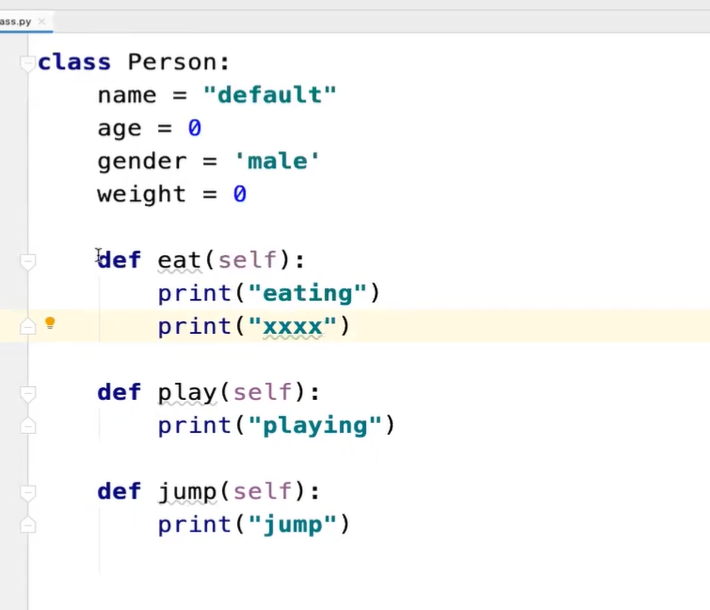 ass.py
class Person:
    name = "default"
    age = 0
    gender = 'male'
    weight = 0
    def eat(self):
        print("eating")
        print("xxxx")
    def play(self):
        print("playing")
    def jump(self):
        print("jump")